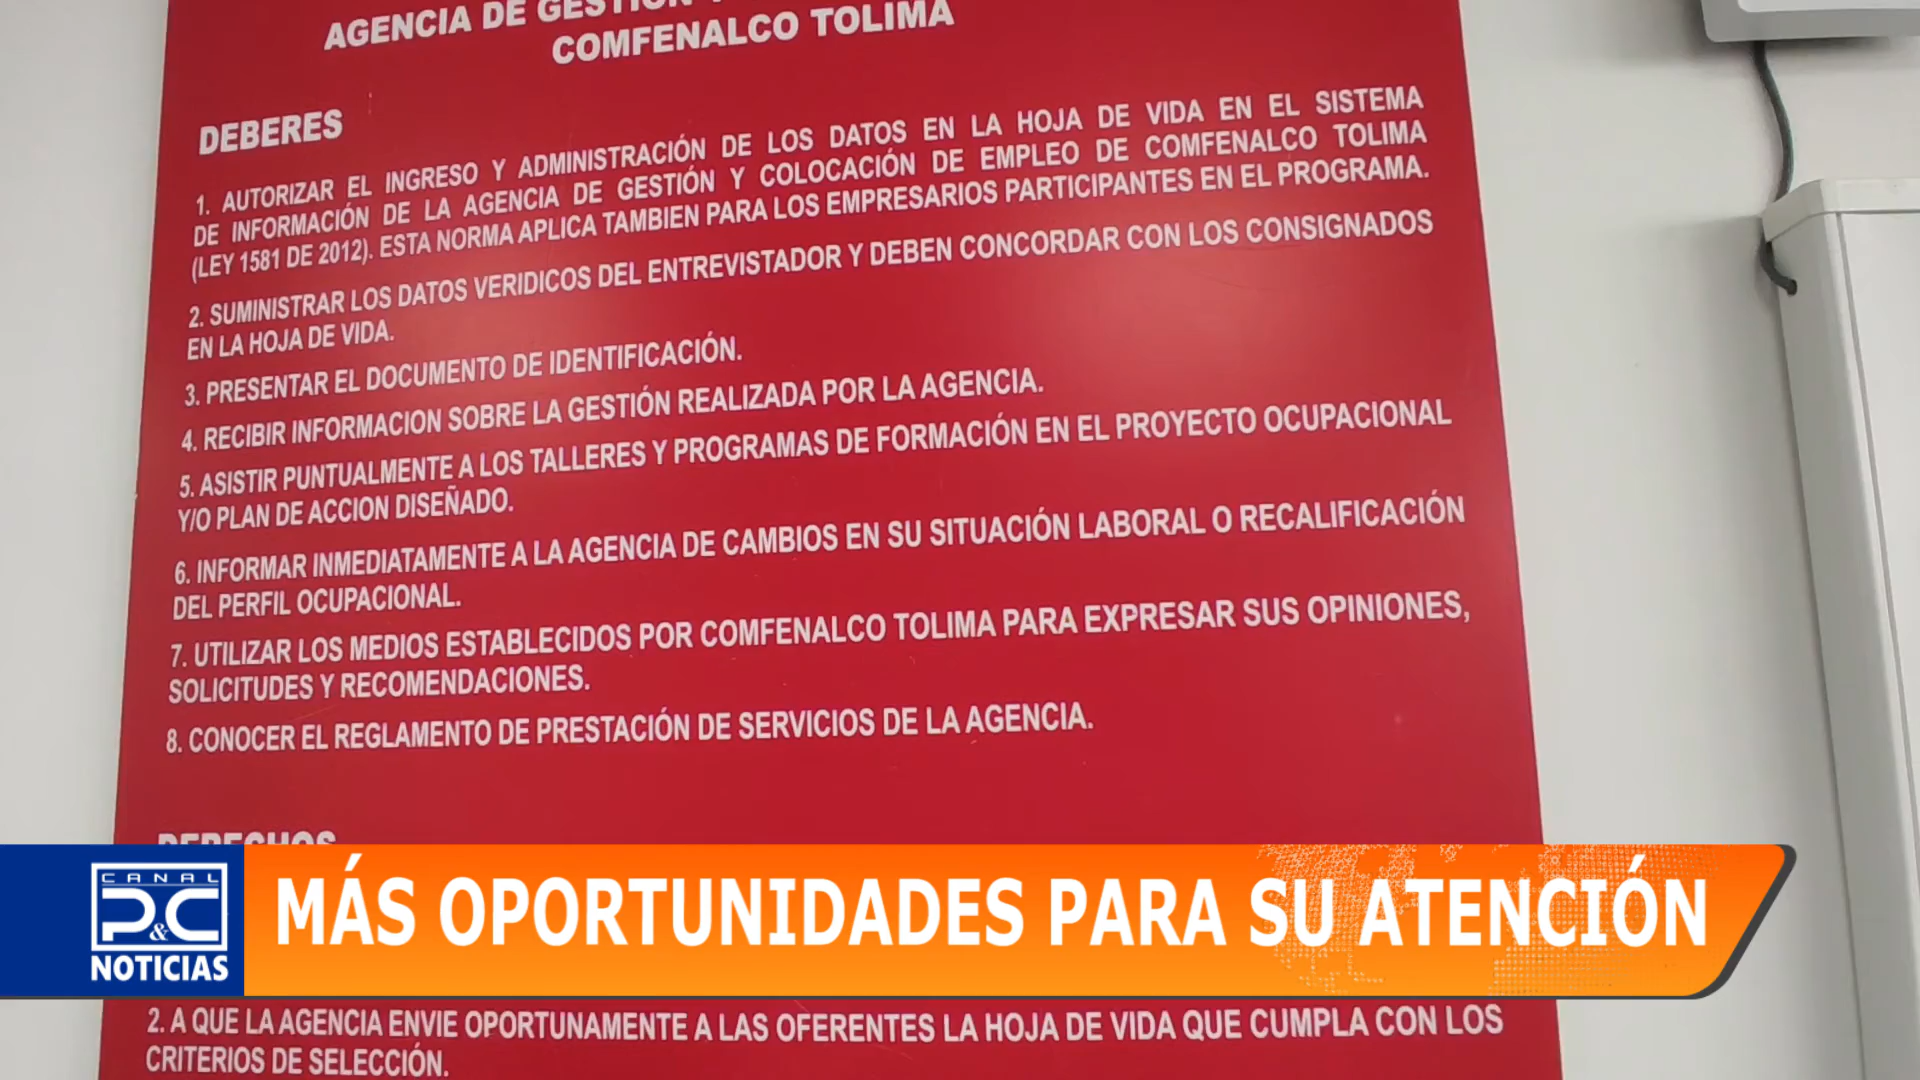 AGENCIA DE GESTIÓN
COMFENALCO TOLIMA
DEBERES
1. AUTORIZAR EL INGRESO Y ADMINISTRACIÓN DE LOS DATOS EN LA HOJA DE VIDA EN EL SISTEMA
DE INFORMACIÓN DE LA AGENCIA DE GESTIÓN Y COLOCACIÓN DE EMPLEO DE COMFENALCO TOLIMA
(LEY 1581 DE 2012). ESTA NORMA APLICA TAMBIEN PARA LOS EMPRESARIOS PARTICIPANTES EN EL PROGRAMA.
2. SUMINISTRAR LOS DATOS VERIDICOS DEL ENTREVISTADOR Y DEBEN CONCORDAR CON LOS CONSIGNADOS
EN LA HOJA DE VIDA.
3. PRESENTAR EL DOCUMENTO DE IDENTIFICACIÓN.
4. RECIBIR INFORMACION SOBRE LA GESTIÓN REALIZADA POR LA AGENCIA.
5. ASISTIR PUNTUALMENTE A LOS TALLERES Y PROGRAMAS DE FORMACIÓN EN EL PROYECTO OCUPACIONAL
Y/O PLAN DE ACCION DISEÑADO.
6. INFORMAR INMEDIATAMENTE A LA AGENCIA DE CAMBIOS EN SU SITUACIÓN LABORAL O RECALIFICACIÓN
DEL PERFIL OCUPACIONAL.
7. UTILIZAR LOS MEDIOS ESTABLECIDOS POR COMFENALCO TOLIMA PARA EXPRESAR SUS OPINIONES,
SOLICITUDES Y RECOMENDACIONES.
8. CONOCER EL REGLAMENTO DE PRESTACIÓN DE SERVICIOS DE LA AGENCIA.
DERECHOS
CANAL
P&C
NOTICIAS
MÁS OPORTUNIDADES PARA SU ATENCIÓN
2. A QUE LA AGENCIA ENVIE OPORTUNAMENTE A LAS OFERENTES LA HOJA DE VIDA QUE CUMPLA CON LOS
CRITERIOS DE SELECCIÓN.